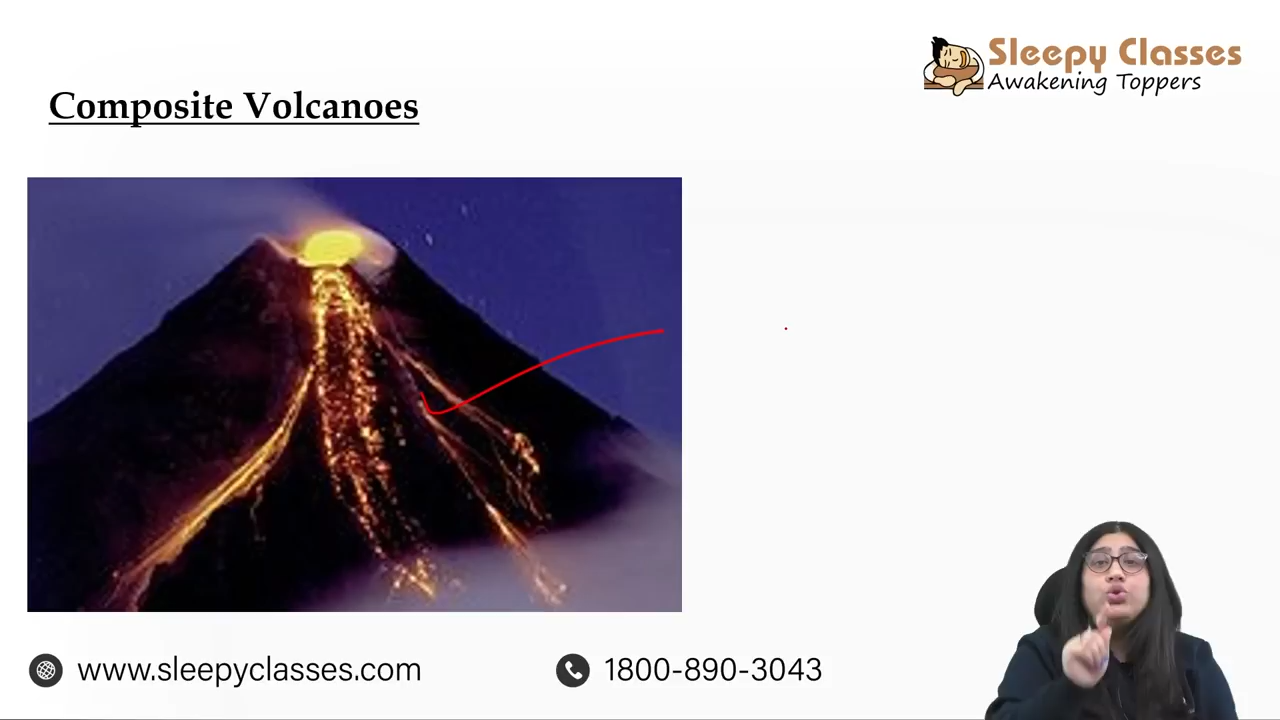 Sleepy Classes
Awakening Toppers
Composite Volcanoes
www.sleepyclasses.com
1800-890-3043